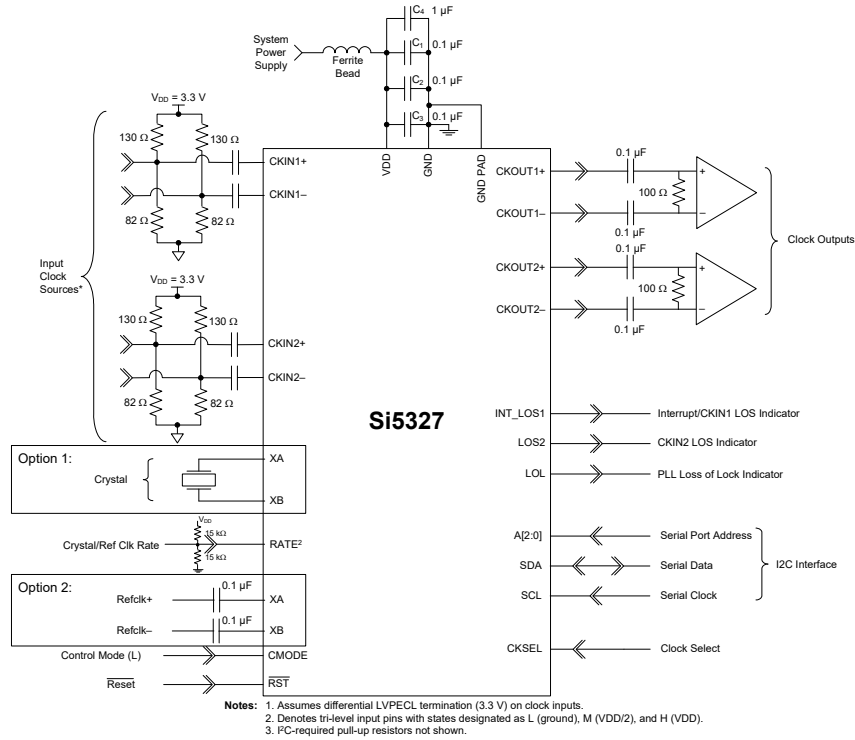 C4 1 µF
System
Power
Supply
Ferrite
Bead
C1 0.1 µF
C2 0.1 µF
C3 0.1 µF
VDD
GND
GND PAD
VDD = 3.3 V
130 Ω
130 Ω
82 Ω
82 Ω
CKIN1+
CKIN1–
Input
Clock
Sources*
VDD = 3.3 V
130 Ω
130 Ω
82 Ω
82 Ω
CKIN2+
CKIN2–
Option 1:
Crystal
XA
XB
Crystal/Ref Clk Rate
VDD
15 kΩ
15 kΩ
RATE2
Option 2:
Refclk+
0.1 µF
XA
Refclk–
0.1 µF
XB
Control Mode (L)
CMODE
Reset
RST
Si5327
CKOUT1+
0.1 µF
100 Ω
+
–
CKOUT1–
0.1 µF
CKOUT2+
0.1 µF
100 Ω
+
–
CKOUT2–
0.1 µF
Clock Outputs
INT_LOS1
Interrupt/CKIN1 LOS Indicator
LOS2
CKIN2 LOS Indicator
LOL
PLL Loss of Lock Indicator
A[2:0]
Serial Port Address
SDA
Serial Data
SCL
Serial Clock
I2C Interface
CKSEL
Clock Select
Notes: 1. Assumes differential LVPECL termination (3.3 V) on clock inputs.
2. Denotes tri-level input pins with states designated as L (ground), M (VDD/2), and H (VDD).
3. I²C-required pull-up resistors not shown.